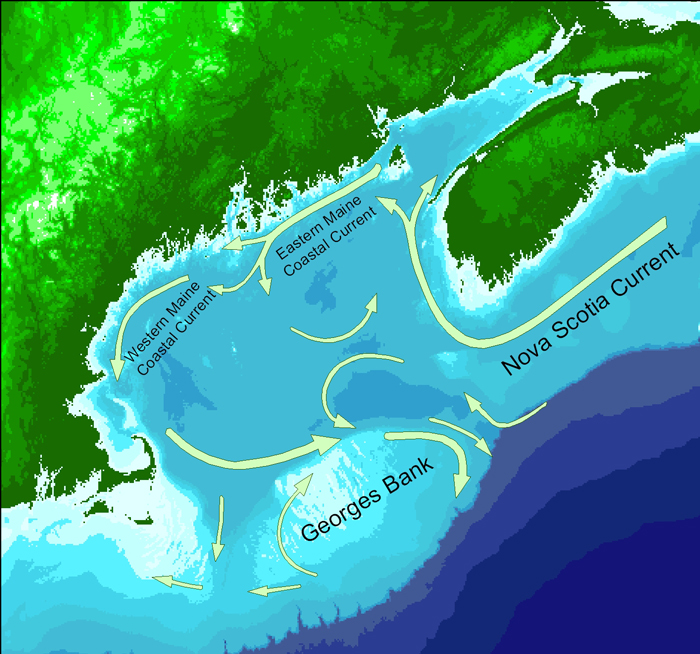 Eastern Maine
Coastal Current
Western Maine
Coastal Current
Nova Scotia Current
Georges Bank